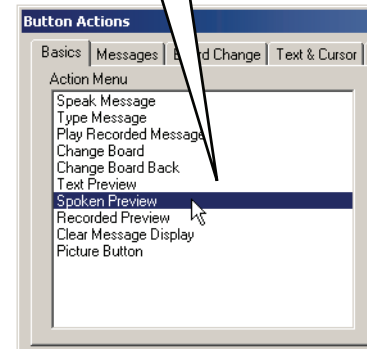 Button Actions
Basics Messages Change Text & Cursor
Action Menu
Speak Message
Type Message
Play Recorded Message
Change Board
Change Board Back
Text Preview
Spoken Preview
Recorded Preview
Clear Message Display
Picture Button